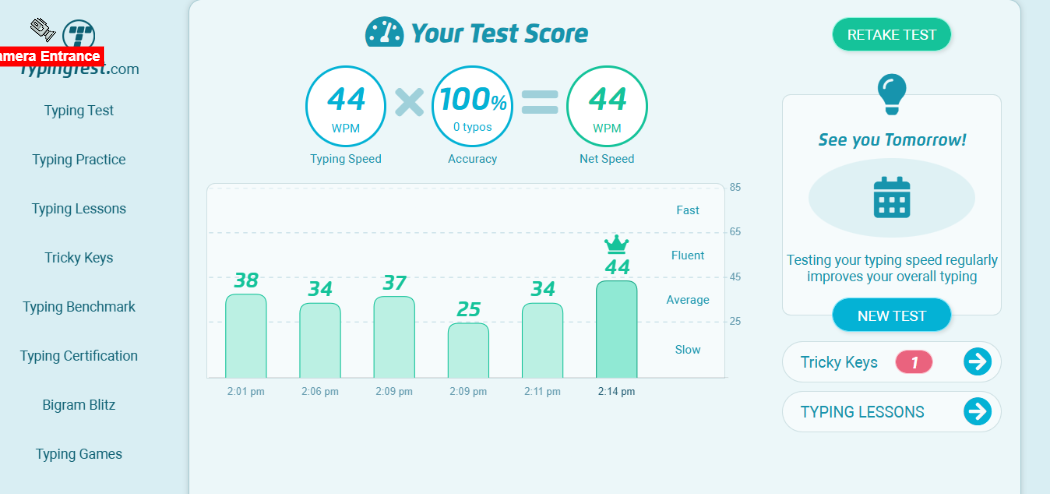 amera Entrance
TypingTest.com
Typing Test
Typing Practice
Typing Lessons
Tricky Keys
Typing Benchmark
Typing Certification
Bigram Blitz
Typing Games
Your Test Score
44
WPM
Typing Speed
100%
0 typos
Accuracy
44
WPM
Net Speed
85
Fast
65
Fluent
45
Average
25
Slow
38
34
37
25
34
44
2:01 pm
2:06 pm
2:09 pm
2:09 pm
2:11 pm
2:14 pm
RETAKE TEST
See you Tomorrow!
Testing your typing speed regularly
improves your overall typing
NEW TEST
Tricky Keys 1
TYPING LESSONS